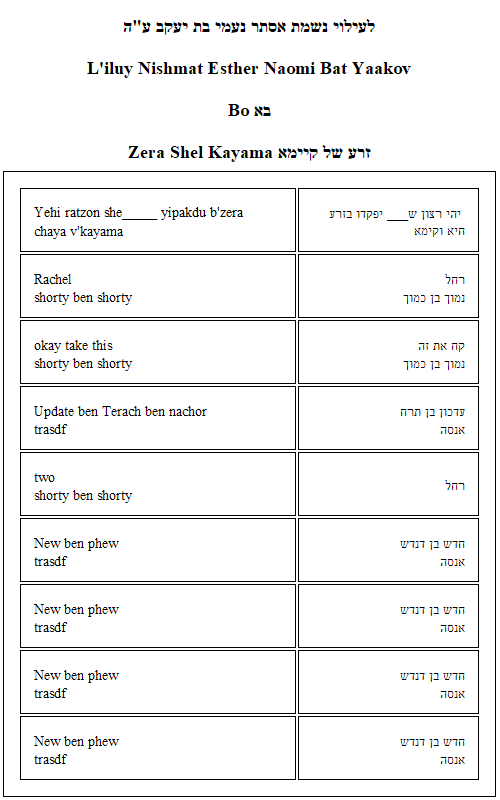 לעילוי נשמת אסתר נעמי בת יעקב ע"ה
L'iluy Nishmat Esther Naomi Bat Yaakov
Bo בא
Zera Shel Kayama זרע של קיימא
Yehi ratzon she_____ yipakdu b'zera
chaya v'kayama
יהי רצון ש___ יפקדו בזרע
חיא וקימא
Rachel
shorty ben shorty
רחל
נמוך בן כמוך
okay take this
shorty ben shorty
קח את זה
נמוך בן כמוך
Update ben Terach ben nachor
trasdf
עדכון בן תרח
אנסה
two
shorty ben shorty
רחל
New ben phew
trasdf
חדש בן דנדש
אנסה
New ben phew
trasdf
חדש בן דנדש
אנסה
New ben phew
trasdf
חדש בן דנדש
אנסה
New ben phew
trasdf
חדש בן דנדש
אנסה